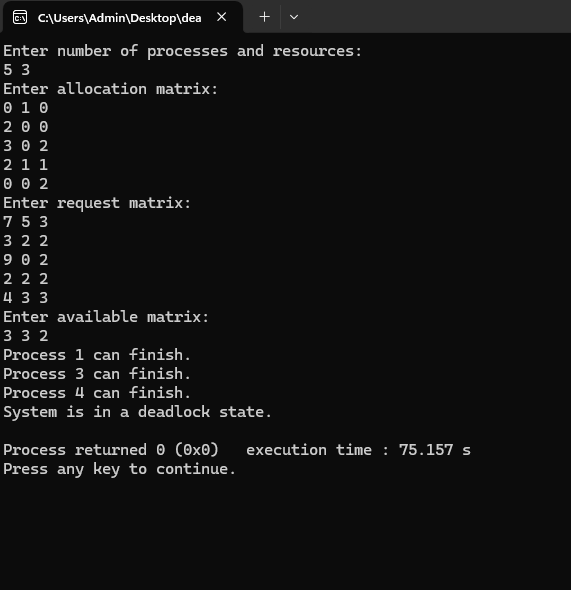 C:\Users\Admin\Desktop\dea
Enter number of processes and resources:
5 3
Enter allocation matrix:
0 1 0
2 0 0
3 0 2
2 1 1
0 0 2
Enter request matrix:
7 5 3
3 2 2
9 0 2
2 2 2
4 3 3
Enter available matrix:
3 3 2
Process 1 can finish.
Process 3 can finish.
Process 4 can finish.
System is in a deadlock state.
Process returned 0 (0x0)   execution time : 75.157 s
Press any key to continue.